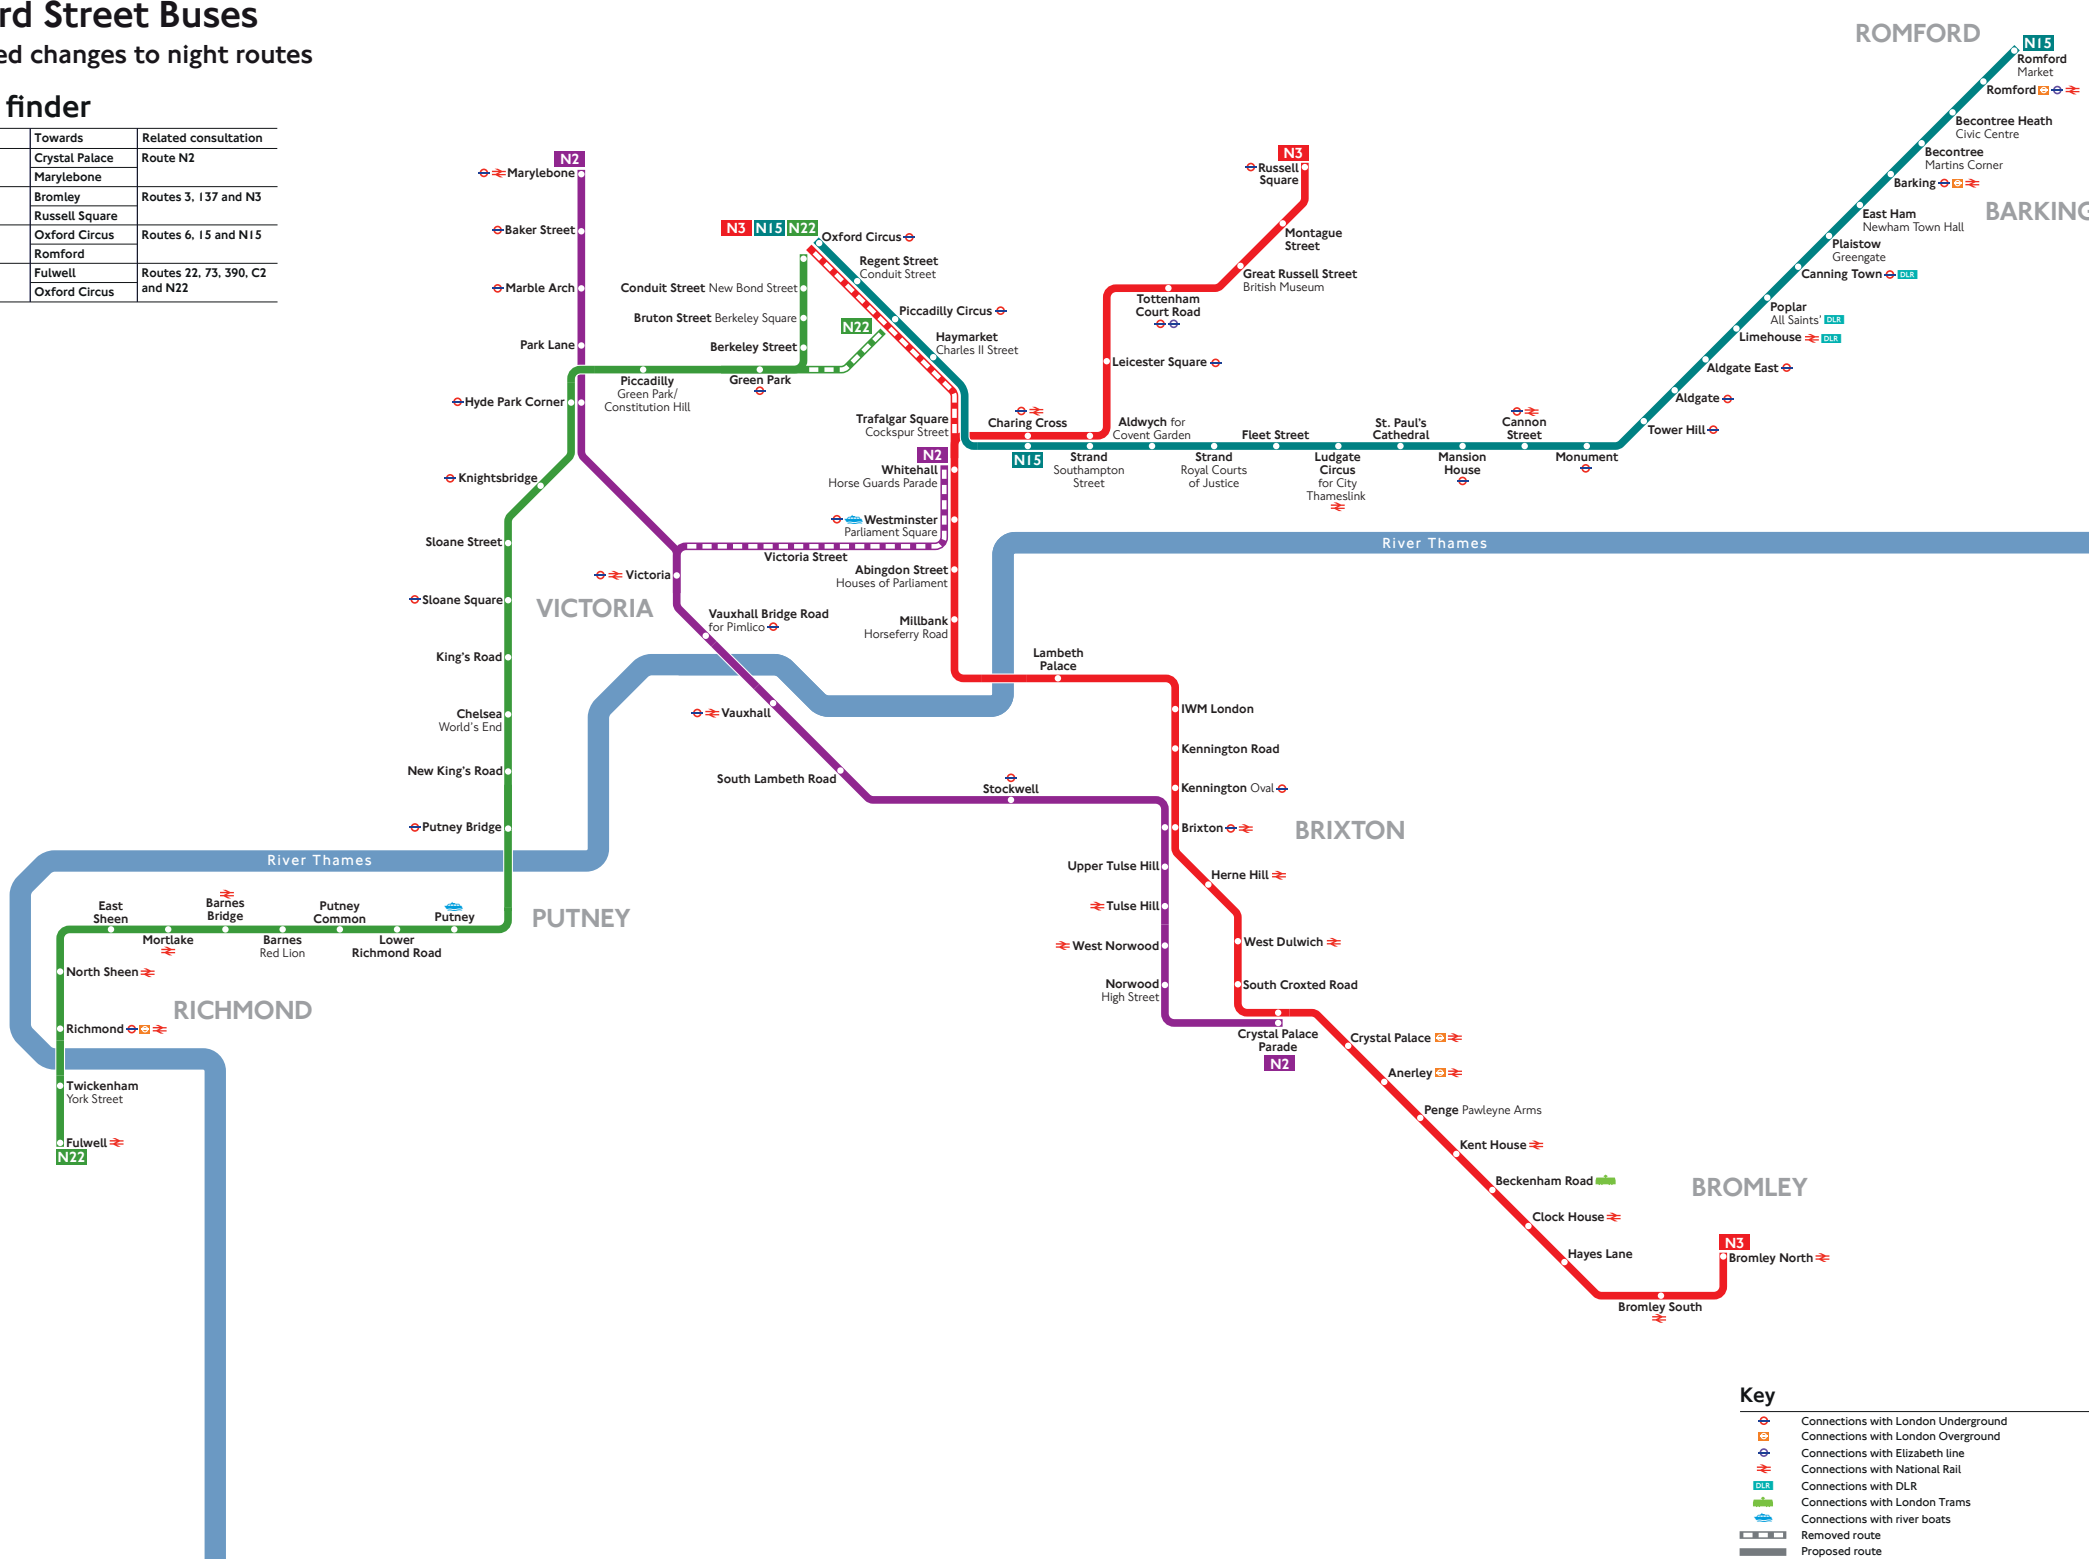 rd Street Buses
ed changes to night routes
finder
Towards
Related consultation
Crystal Palace
Route N2
Marylebone
Bromley
Routes 3, 137 and N3
Russell Square
Oxford Circus
Routes 6, 15 and N15
Romford
Fulwell
Routes 22, 73, 390, C2
and N22
Oxford Circus
N2
Marylebone
Baker Street
Marble Arch
Park Lane
Hyde Park Corner
Knightsbridge
Sloane Street
Sloane Square
King's Road
Chelsea
World's End
New King's Road
Putney Bridge
River Thames
East
Sheen
Mortlake
Barnes
Bridge
Barnes
Red Lion
Putney
Common
Lower
Richmond Road
Putney
PUTNEY
North Sheen
RICHMOND
Richmond
Twickenham
York Street
Fulwell
N22
N3
N15
N22
Oxford Circus
Regent Street
Conduit Street
Conduit Street New Bond Street
Bruton Street Berkeley Square
Berkeley Street
N22
Piccadilly Circus
Haymarket
Charles II Street
Piccadilly
Green Park/
Constitution Hill
Green Park
Trafalgar Square
Cockspur Street
N2
Whitehall
Horse Guards Parade
Westminster
Parliament Square
Victoria Street
Victoria
VICTORIA
Abingdon Street
Houses of Parliament
Vauxhall Bridge Road
for Pimlico
Millbank
Horseferry Road
Vauxhall
South Lambeth Road
Stockwell
Lambeth
Palace
IWM London
Kennington Road
Kennington Oval
Brixton
BRIXTON
Upper Tulse Hill
Herne Hill
Tulse Hill
West Norwood
West Dulwich
Norwood
High Street
South Croxted Road
Crystal Palace
Parade
N2
Crystal Palace
Anerley
Penge Pawleyne Arms
Kent House
Beckenham Road
Clock House
Hayes Lane
BROMLEY
N3
Bromley North
Bromley South
N3
Russell
Square
Montague
Street
Great Russell Street
British Museum
Tottenham
Court Road
Leicester Square
Charing Cross
N15
Aldwych for
Covent Garden
Strand
Southampton
Street
Strand
Royal Courts
of Justice
Fleet Street
Ludgate
Circus
for City
Thameslink
St. Paul's
Cathedral
Mansion
House
Cannon
Street
Monument
Tower Hill
Aldgate
Aldgate East
Limehouse
DLR
Poplar
All Saints'
DLR
Canning Town
DLR
Plaistow
Greengate
East Ham
Newham Town Hall
BARKING
Barking
Becontree
Martins Corner
Becontree Heath
Civic Centre
Romford
Romford
Market
N15
ROMFORD
River Thames
Key
Connections with London Underground
Connections with London Overground
Connections with Elizabeth line
Connections with National Rail
DLR
Connections with DLR
Connections with London Trams
Connections with river boats
Removed route
Proposed route